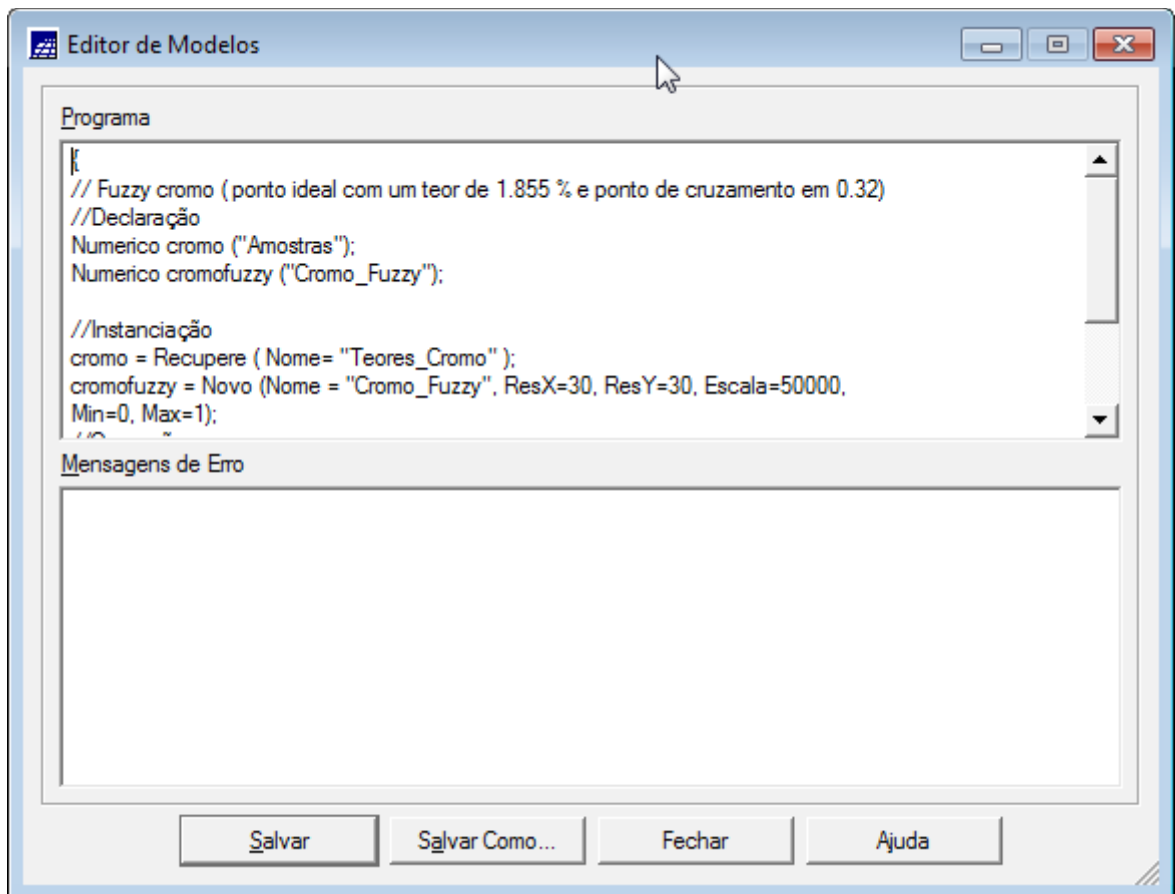 Editor de Modelos
Programa
{
// Fuzzy cromo ( ponto ideal com um teor de 1.855 % e ponto de cruzamento em 0.32)
//Declaração
Numerico cromo ("Amostras");
Numerico cromofuzzy ("Cromo_Fuzzy");
//Instanciação
cromo = Recupere ( Nome= "Teores_Cromo" );
cromofuzzy = Novo (Nome = "Cromo_Fuzzy", ResX=30, ResY=30, Escala=50000,
Min=0, Max=1);
Mensagens de Erro
Salvar
Salvar Como...
Fechar
Ajuda